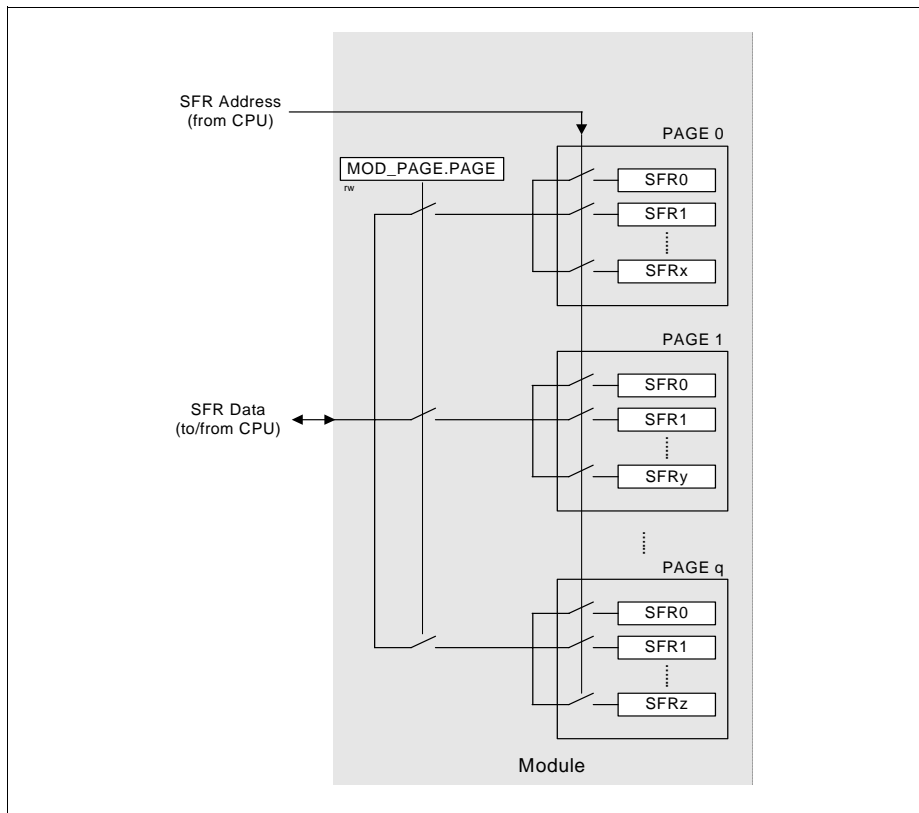 SFR Address
(from CPU)
PAGE 0
MOD_PAGE.PAGE
rw
SFR0
SFR1
SFRx
PAGE 1
SFR0
SFR1
SFRy
SFR Data
(to/from CPU)
PAGE q
SFR0
SFR1
SFRz
Module